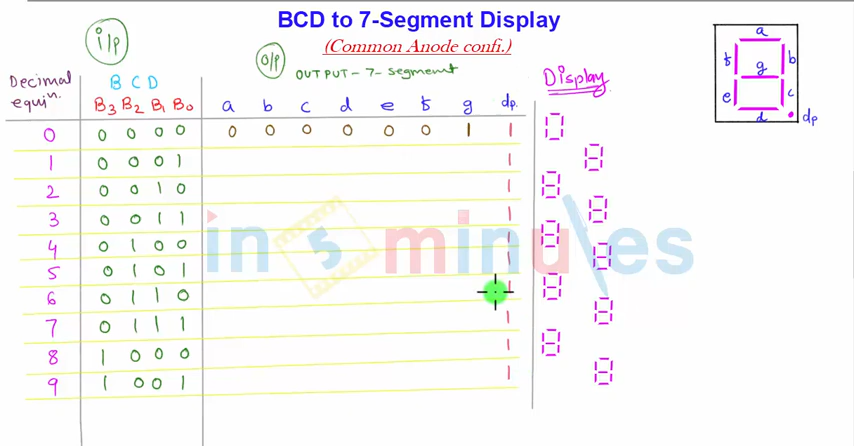 BCD to 7-Segment Display
(Common Anode confi.)
i/p
O/p
OUTPUT - 7 - segment
Display
Decimal equin.
B C D
B3 B2 B1 B0
a b c d e f g dp
0 0 0 0 0 0 0 0 0 0 0 1 1
1 0 0 0 1 1
2 0 0 1 0 1
3 0 0 1 1 1
4 0 1 0 0 1
5 0 1 0 1 1
6 0 1 1 0 1
7 0 1 1 1 1
8 1 0 0 0 1
9 1 0 0 1 1
a
f b
g
e c
d dp
in 5 minutes